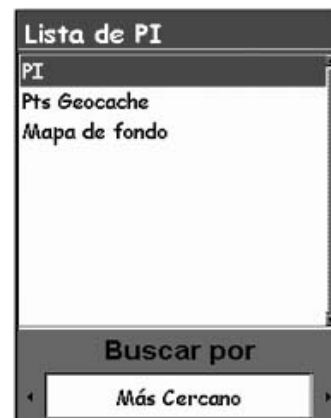 Lista de PI
PI
Pts Geocache
Mapa de fondo
Buscar por
Más Cercano